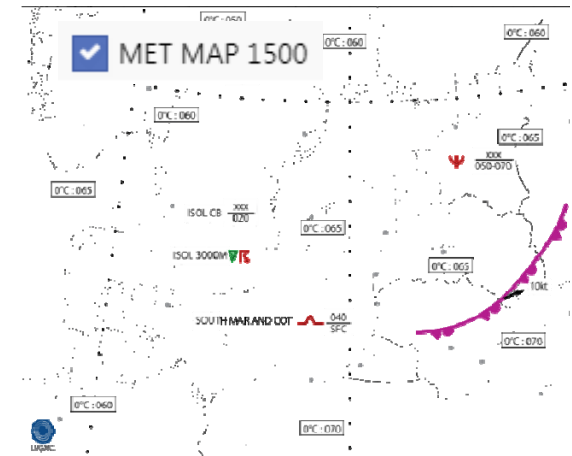 0°C : 050
MET MAP 1500
0°C : 060
0°C : 060
0°C : 060
0°C : 065
XXX
050-070
0°C : 065
ISOL CB XXX
020
0°C : 065
ISOL 3000M
0°C : 065
10kt
SOUTH MAR AND COT 040
SFC
0°C : 070
0°C : 060
0°C : 070